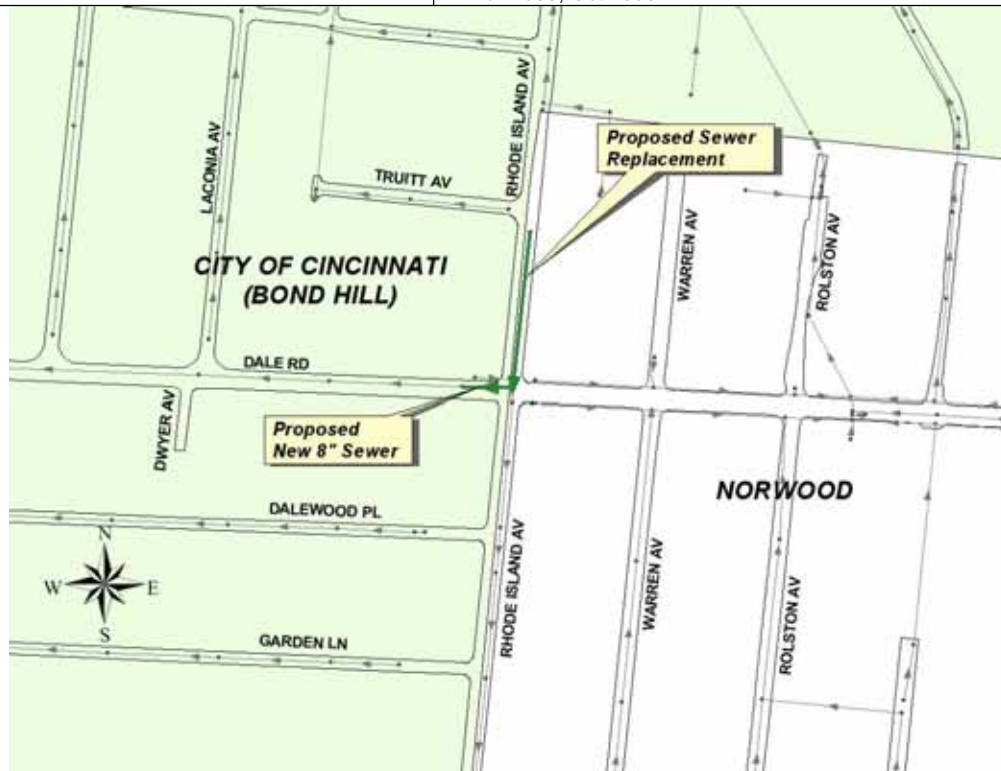 RHODE ISLAND AV
LACONIA AV
Proposed Sewer
Replacement
TRUITT AV
WARREN AV
ROLSTON AV
CITY OF CINCINNATI
(BOND HILL)
DALE RD
DWYER AV
Proposed
New 8" Sewer
NORWOOD
DALEWOOD PL
N
W
E
S
RHODE ISLAND AV
WARREN AV
ROLSTON AV
GARDEN LN